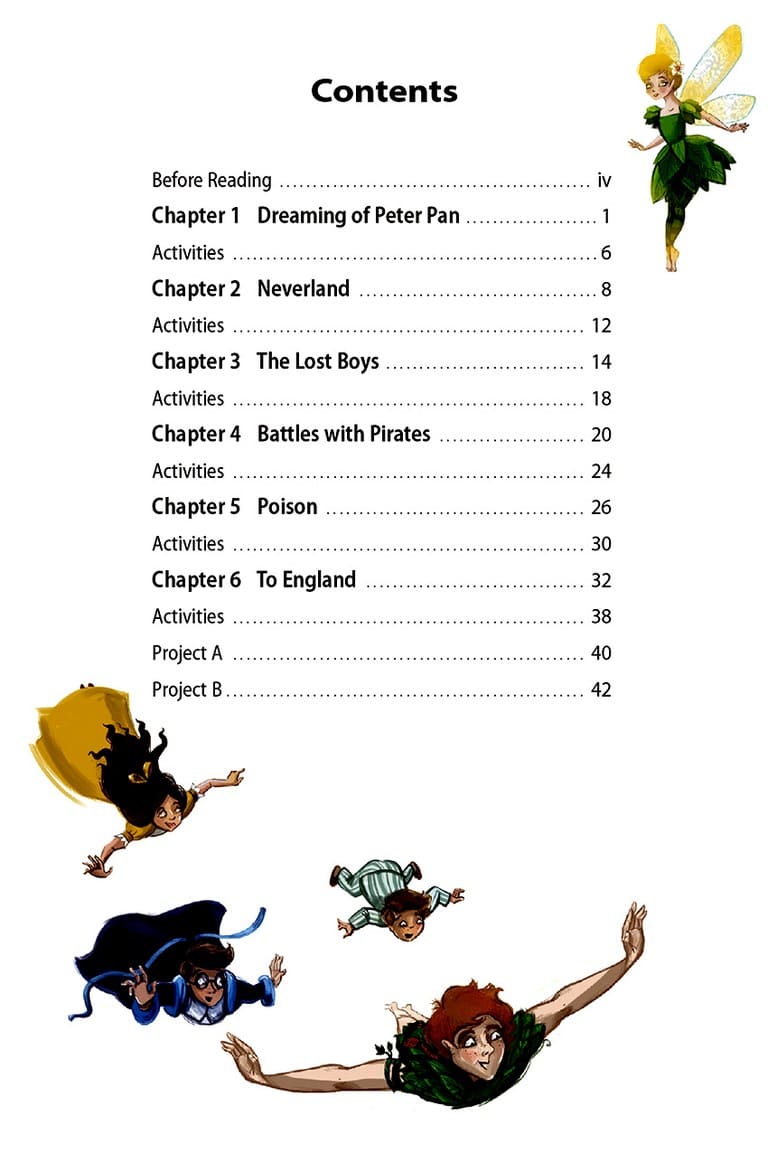 Contents
Before Reading ............................................... iv
Chapter 1 Dreaming of Peter Pan .................... 1
Activities ....................................................... 6
Chapter 2 Neverland .................................... 8
Activities ..................................................... 12
Chapter 3 The Lost Boys .............................. 14
Activities ..................................................... 18
Chapter 4 Battles with Pirates ...................... 20
Activities ..................................................... 24
Chapter 5 Poison ....................................... 26
Activities ..................................................... 30
Chapter 6 To England ................................. 32
Activities ..................................................... 38
Project A ..................................................... 40
Project B ...................................................... 42